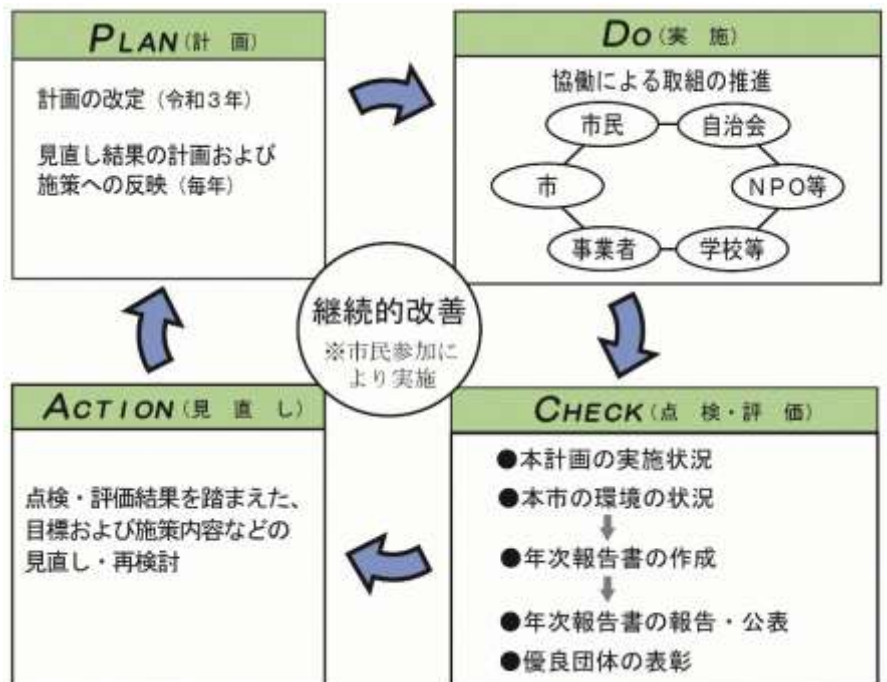 PLAN(計 画)
計画の改定(令和3年)
見直し結果の計画および
施策への反映(毎年)
DO(実 施)
協働による取組の推進
市民
自治会
市
NPO等
事業者
学校等
継続的改善
※市民参加に
より実施
ACTION(見 直 し)
点検・評価結果を踏まえた、
目標および施策内容などの
見直し・再検討
CHECK(点 検・評 価)
●本計画の実施状況
●本市の環境の状況
●年次報告書の作成
●年次報告書の報告・公表
●優良団体の表彰